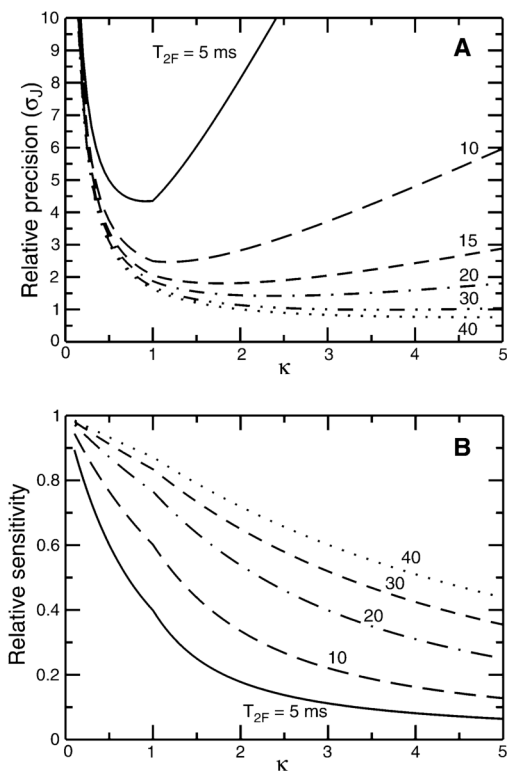 A
T2F = 5 ms
Relative precision (σJ)
10
9
8
7
6
5
4
3
2
1
0
10
15
20
30
40
0 1 2 3 4 5
κ
B
Relative sensitivity
1
0.8
0.6
0.4
0.2
0
40
30
20
10
T2F = 5 ms
0 1 2 3 4 5
κ